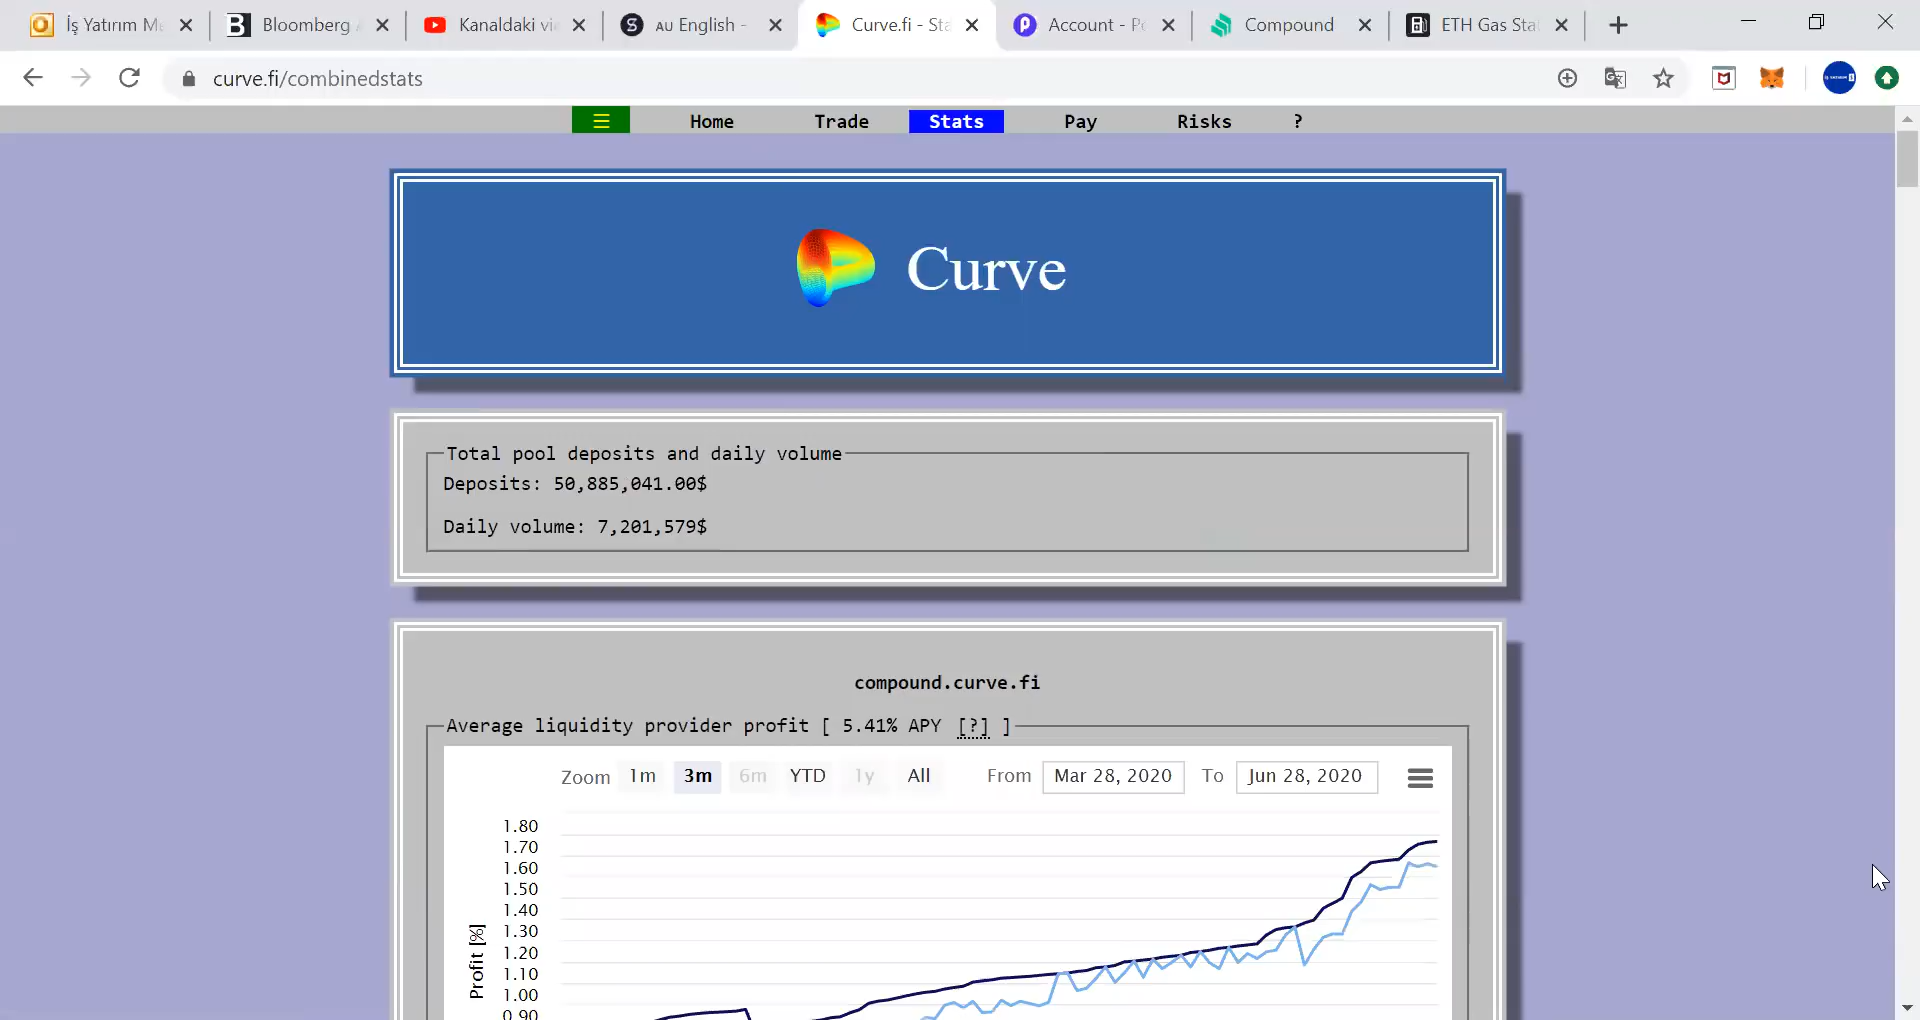 İş Yatırım M
Bloomberg
Kanaldaki vi
AU English -
Curve.fi - Sta
Account - P
Compound
ETH Gas Sta
curve.fi/combinedstats
Home Trade Stats Pay Risks ?
Curve
Total pool deposits and daily volume
Deposits: 50,885,041.00$
Daily volume: 7,201,579$
compound.curve.fi
Average liquidity provider profit [ 5.41% APY [?] ]
Zoom 1m 3m 6m YTD 1y All From Mar 28, 2020 To Jun 28, 2020
1.80
1.70
1.60
1.50
1.40
1.30
1.20
1.10
1.00
0.90
Profit [%]